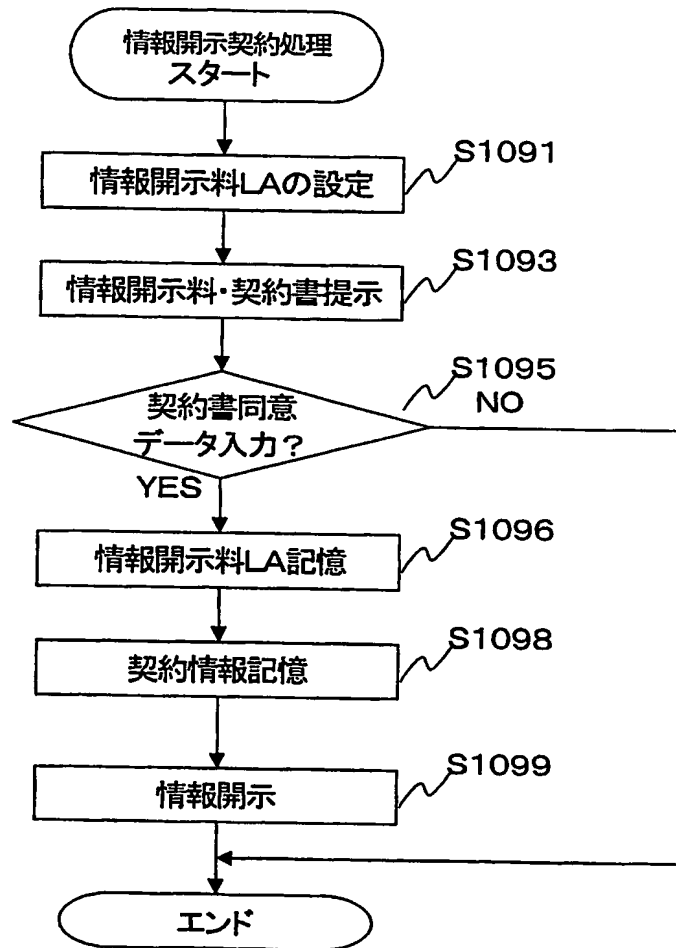 情報開示契約処理
スタート
S1091
情報開示料LAの設定
S1093
情報開示料・契約書提示
S1095
契約書同意
データ入力？
NO
YES
S1096
情報開示料LA記憶
S1098
契約情報記憶
S1099
情報開示
エンド